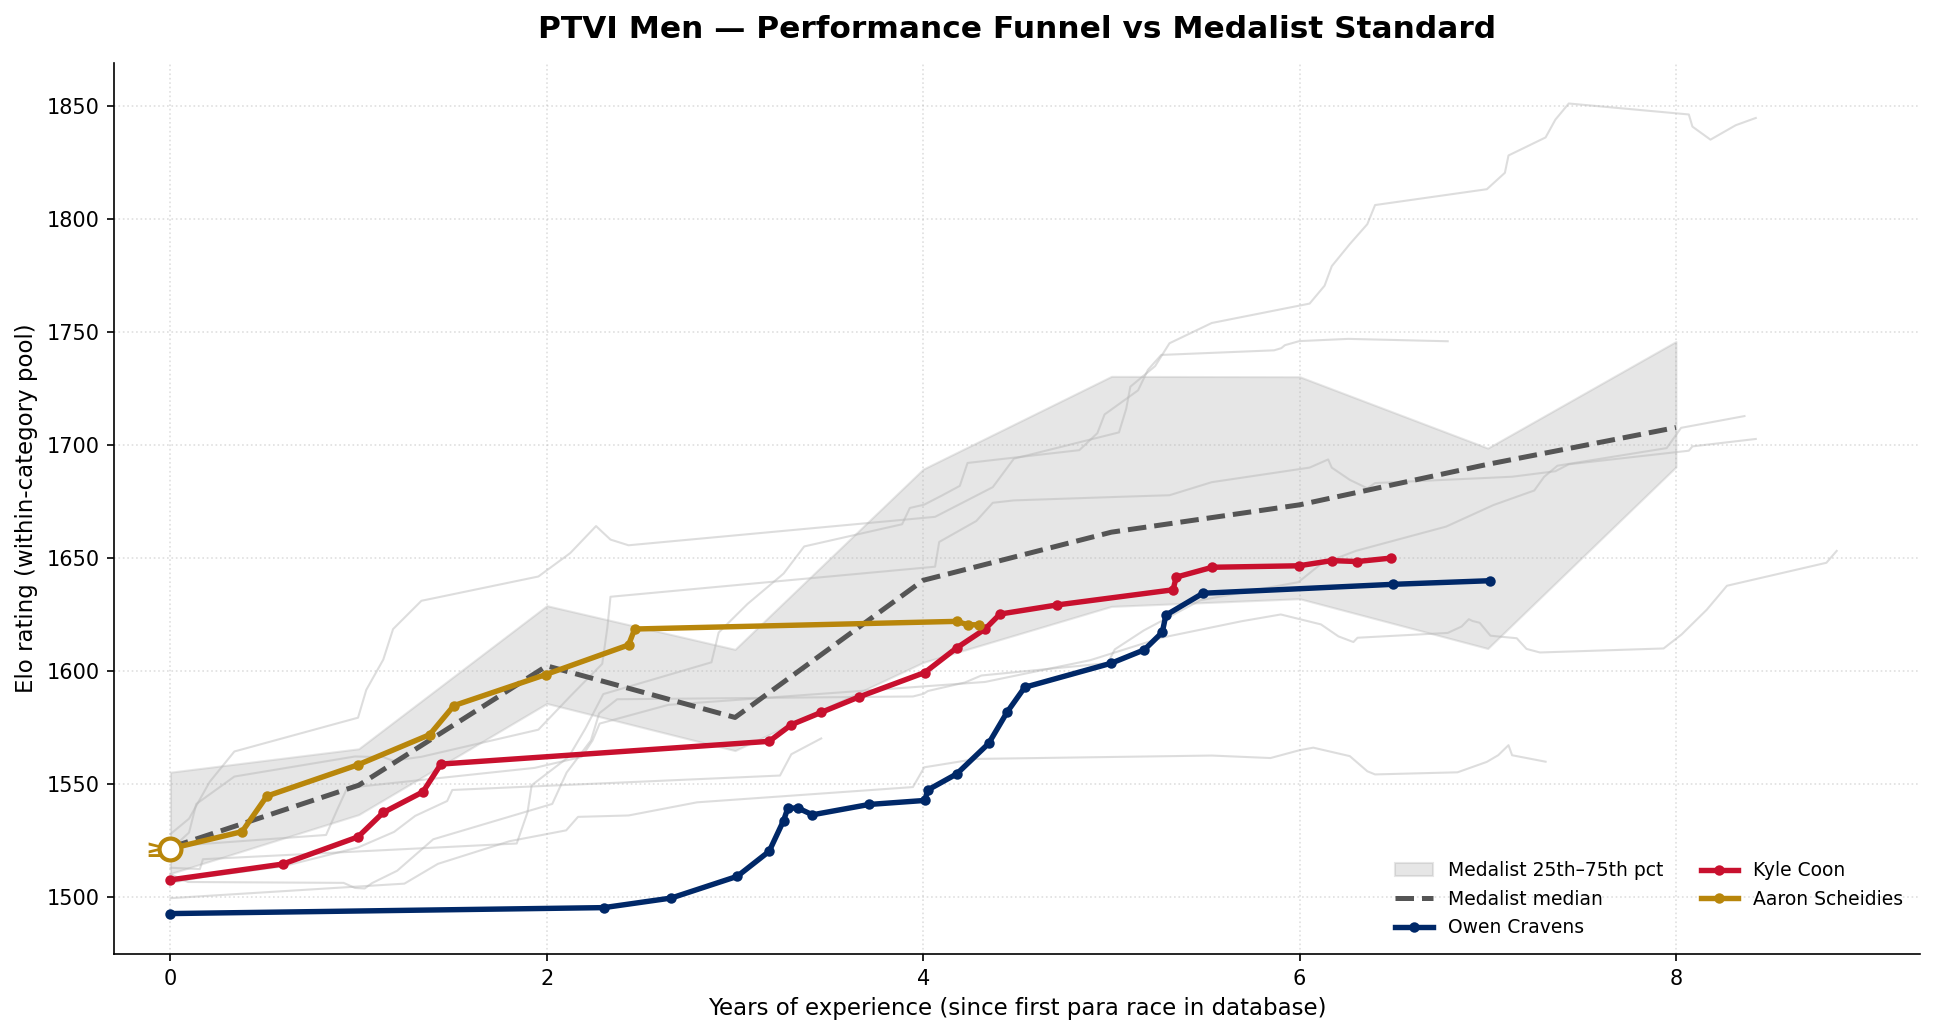 PTVI Men — Performance Funnel vs Medalist Standard
Elo rating (within-category pool)
1850
1800
1750
1700
1650
1600
1550
1500
0
2
4
6
8
Years of experience (since first para race in database)
Medalist 25th–75th pct
Medalist median
Owen Cravens
Kyle Coon
Aaron Scheidies